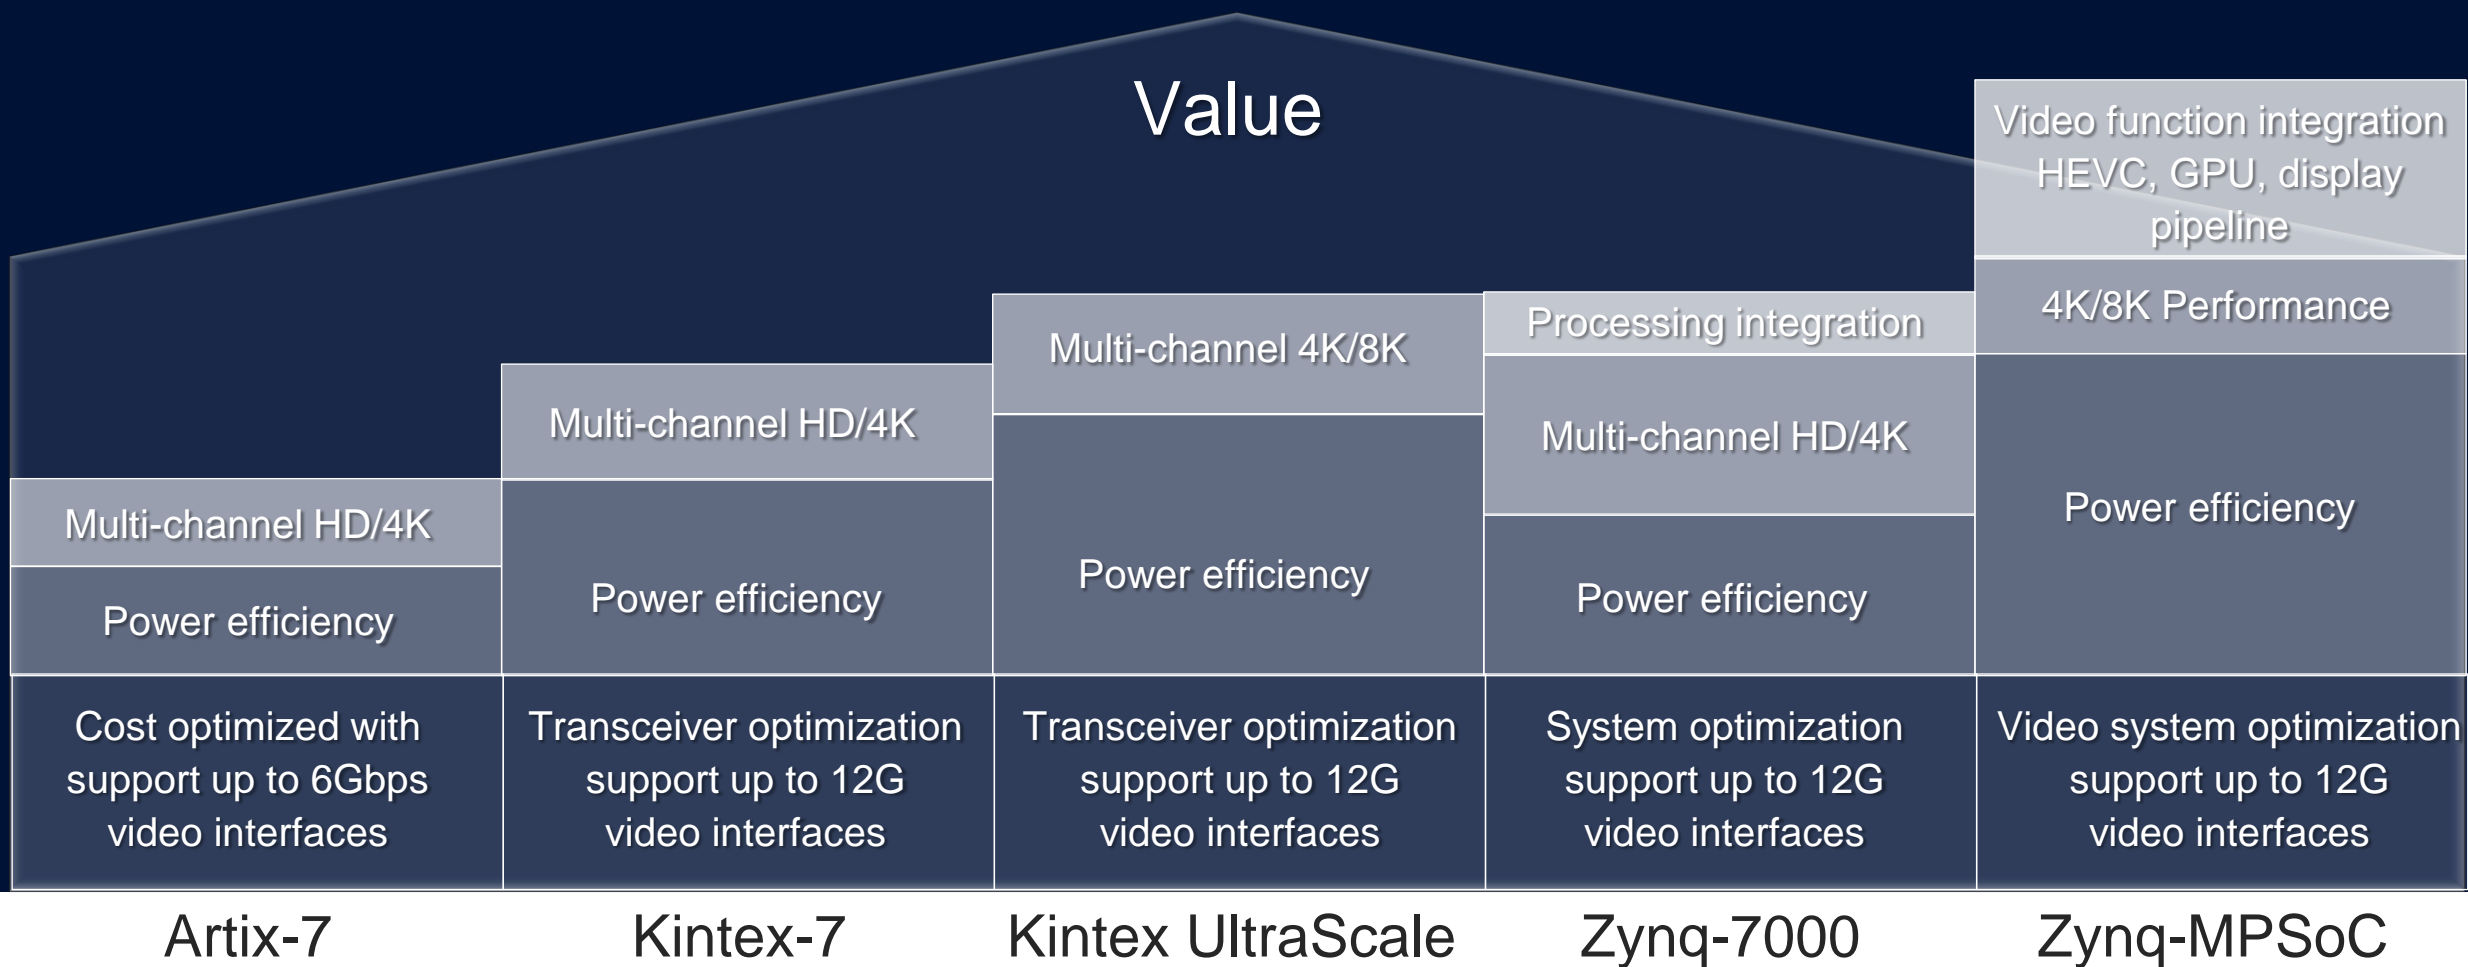 Value
Video function integration
HEVC, GPU, display
pipeline
4K/8K Performance
Power efficiency
Processing integration
Multi-channel HD/4K
Power efficiency
Multi-channel 4K/8K
Power efficiency
Multi-channel HD/4K
Power efficiency
Multi-channel HD/4K
Power efficiency
Cost optimized with
support up to 6Gbps
video interfaces
Transceiver optimization
support up to 12G
video interfaces
Transceiver optimization
support up to 12G
video interfaces
System optimization
support up to 12G
video interfaces
Video system optimization
support up to 12G
video interfaces
Artix-7
Kintex-7
Kintex UltraScale
Zynq-7000
Zynq-MPSoC